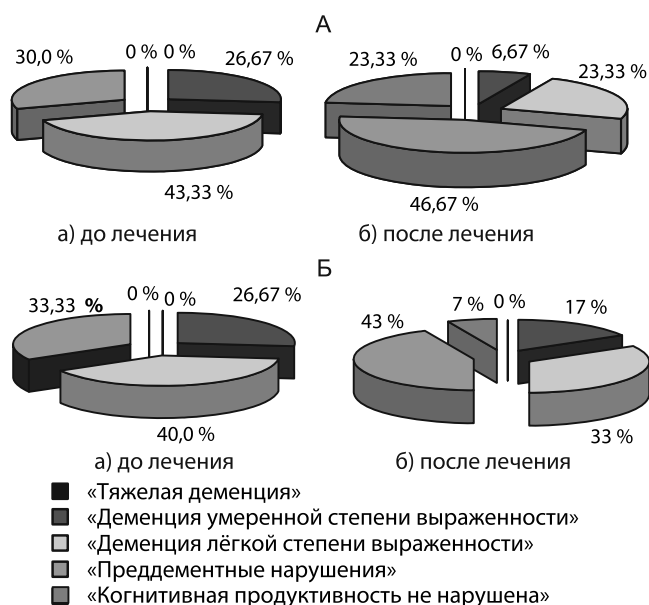 А
30,0 % 0 % 0 % 26,67 %
43,33 %
а) до лечения
23,33 % 0 % 6,67 % 23,33 %
46,67 %
б) после лечения
Б
33,33 % 0 % 0 % 26,67 %
40,0 %
а) до лечения
43 % 7 % 0 % 17 %
33 %
б) после лечения
«Тяжелая деменция»
«Деменция умеренной степени выраженности»
«Деменция лёгкой степени выраженности»
«Преддементные нарушения»
«Когнитивная продуктивность не нарушена»